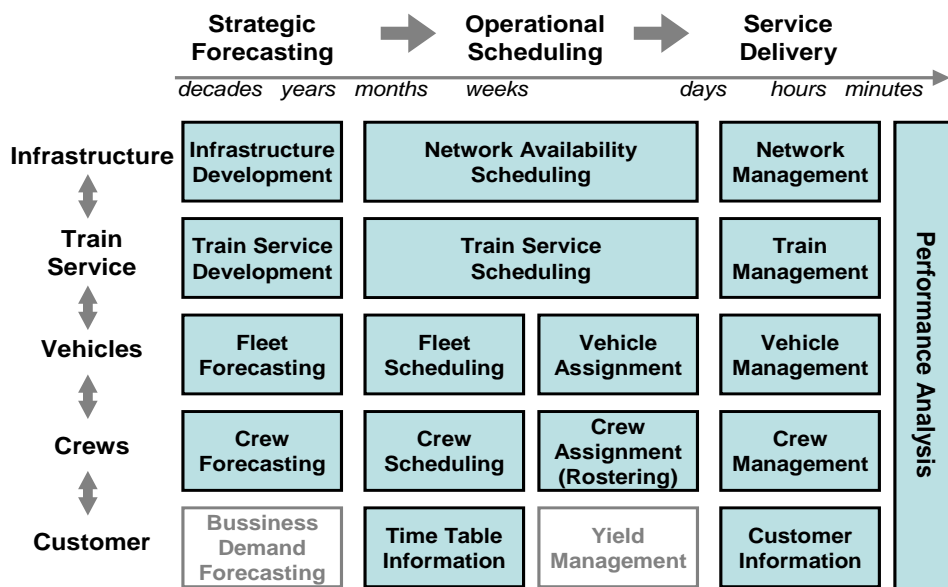 Strategic
Forecasting
Operational
Scheduling
Service
Delivery
decades years months weeks days hours minutes
Infrastructure
Infrastructure
Development
Network Availability
Scheduling
Network
Management
Train
Service
Train Service
Development
Train Service
Scheduling
Train
Management
Vehicles
Fleet
Forecasting
Fleet
Scheduling
Vehicle
Assignment
Vehicle
Management
Crews
Crew
Forecasting
Crew
Scheduling
Crew
Assignment
(Rostering)
Crew
Management
Customer
Bussiness
Demand
Forecasting
Time Table
Information
Yield
Management
Customer
Information
Performance Analysis